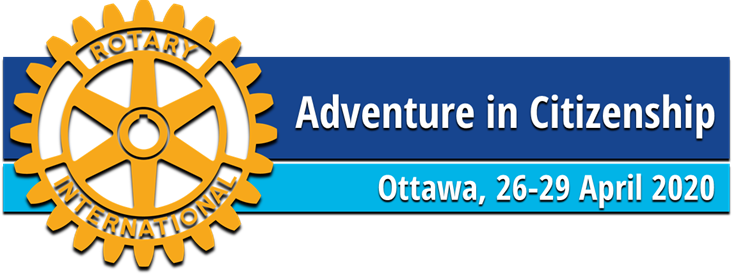 ROTARY
INTERNATIONAL
Adventure in Citizenship
Ottawa, 26-29 April 2020